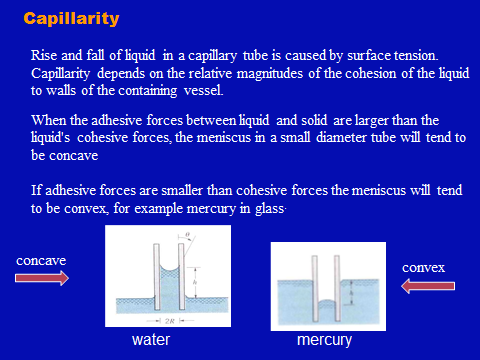 Capillarity
Rise and fall of liquid in a capillary tube is caused by surface tension.
Capillarity depends on the relative magnitudes of the cohesion of the liquid
to walls of the containing vessel.
When the adhesive forces between liquid and solid are larger than the
liquid's cohesive forces, the meniscus in a small diameter tube will tend to
be concave
If adhesive forces are smaller than cohesive forces the meniscus will tend
to be convex, for example mercury in glass.
concave
h
2R
h
convex
water
mercury